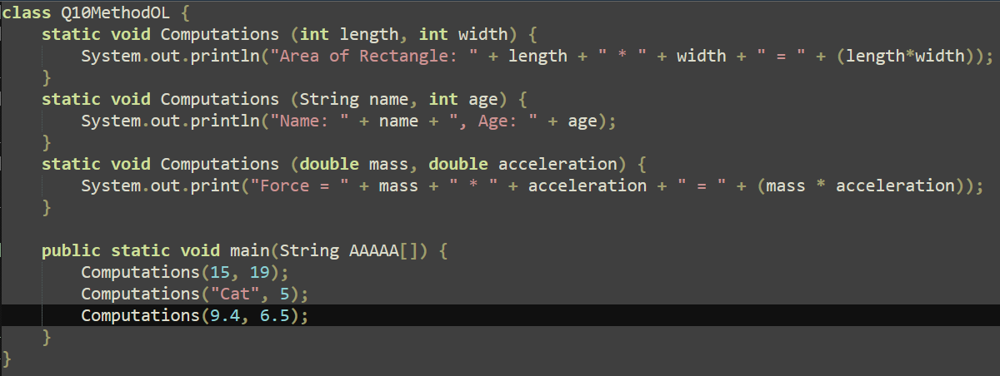 class Q10MethodOL {
    static void Computations (int length, int width) {
        System.out.println("Area of Rectangle: " + length + " * " + width + " = " + (length*width));
    }
    static void Computations (String name, int age) {
        System.out.println("Name: " + name + ", Age: " + age);
    }
    static void Computations (double mass, double acceleration) {
        System.out.print("Force = " + mass + " * " + acceleration + " = " + (mass * acceleration));
    }

    public static void main(String AAAAA[]) {
        Computations(15, 19);
        Computations("Cat", 5);
        Computations(9.4, 6.5);
    }
}